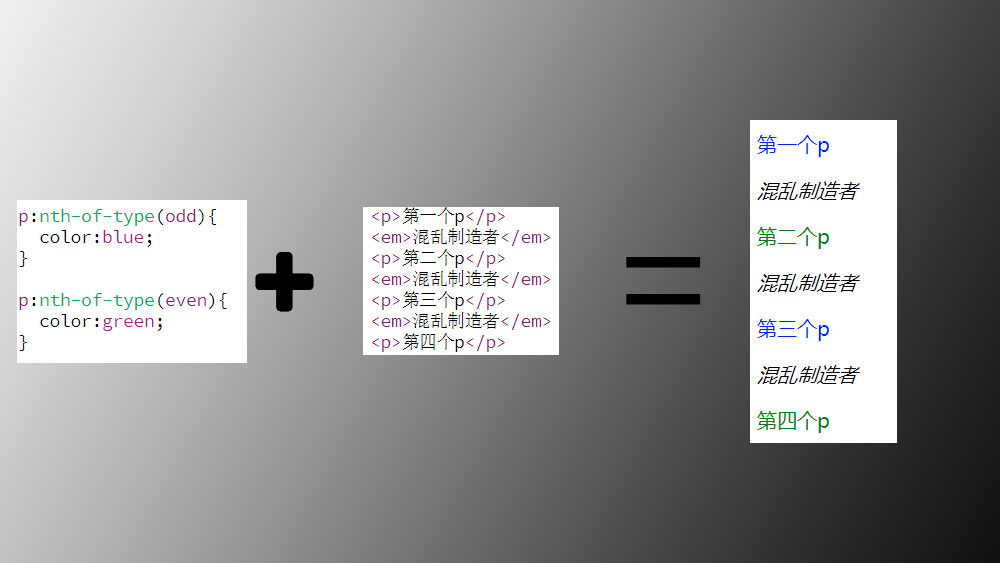 p:nth-of-type(odd){
  color:blue;
}
p:nth-of-type(even){
  color:green;
}
<p>第一个p</p>
<em>混乱制造者</em>
<p>第二个p</p>
<em>混乱制造者</em>
<p>第三个p</p>
<em>混乱制造者</em>
<p>第四个p</p>
第一个p
混乱制造者
第二个p
混乱制造者
第三个p
混乱制造者
第四个p